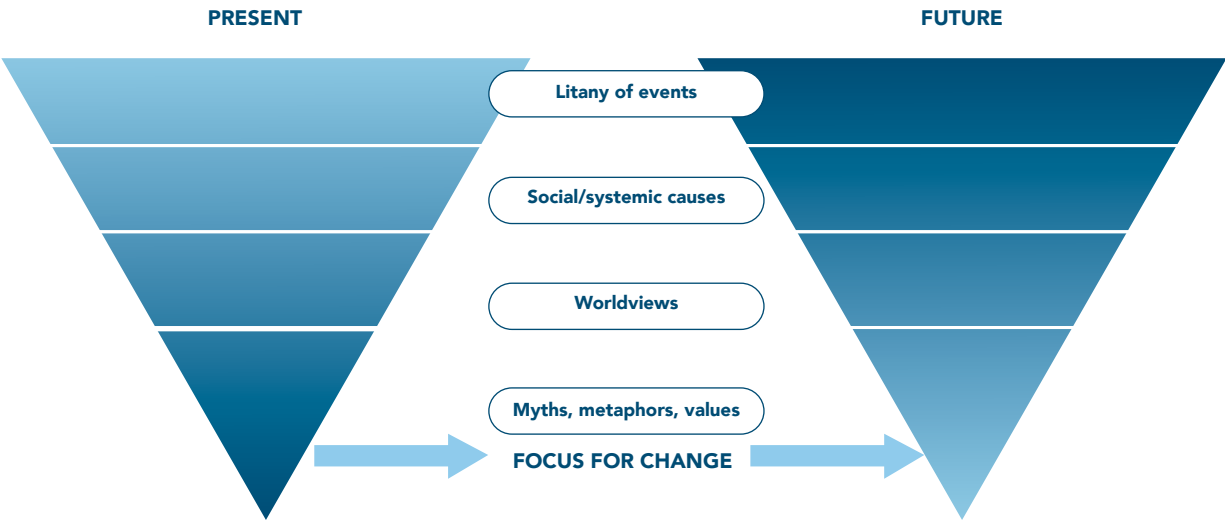 PRESENT
FUTURE
Litany of events
Social/systemic causes
Worldviews
Myths, metaphors, values
FOCUS FOR CHANGE